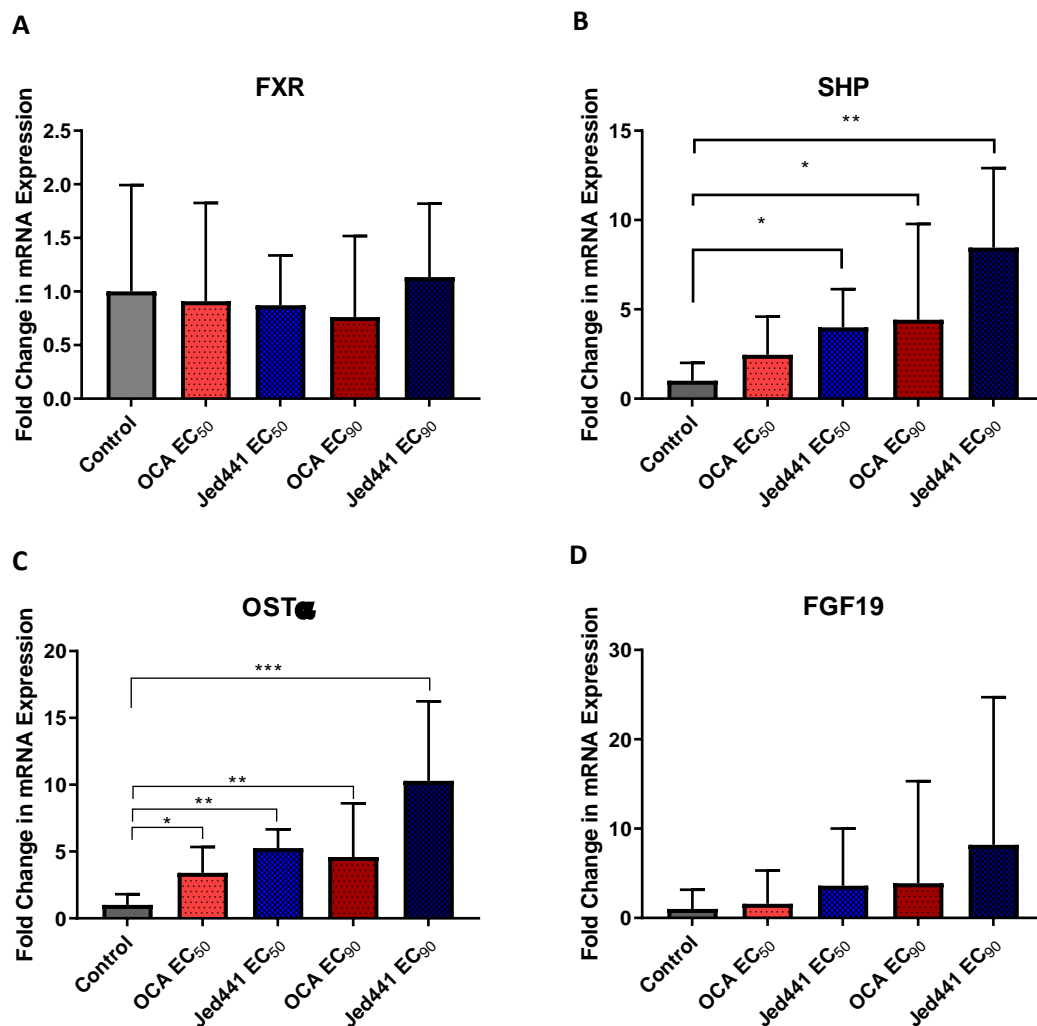 A
FXR
Fold Change in mRNA Expression
2.5
2.0
1.5
1.0
0.5
0.0
Control
OCA EC50
Jed441 EC50
OCA EC90
Jed441 EC90
B
SHP
Fold Change in mRNA Expression
15
10
5
0
**
*
*
Control
OCA EC50
Jed441 EC50
OCA EC90
Jed441 EC90
C
OSTα
Fold Change in mRNA Expression
20
15
10
5
0
***
**
**
*
Control
OCA EC50
Jed441 EC50
OCA EC90
Jed441 EC90
D
FGF19
Fold Change in mRNA Expression
30
20
10
0
Control
OCA EC50
Jed441 EC50
OCA EC90
Jed441 EC90